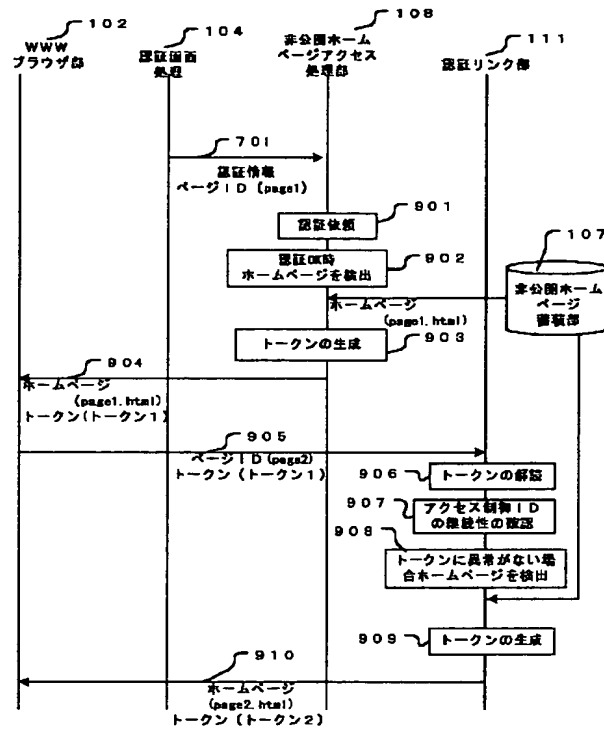 102
WWW
ブラウザ部
104
認証画面
処理
108
非公開ホーム
ページアクセス
処理部
111
認証リンク部
701
認証情報
ページID (page1)
認証依頼
901
認証OK時
ホームページを検出
902
107
非公開ホーム
ページ
蓄積部
ホームページ
(page1.html)
トークンの生成
903
904
ホームページ
(page1.html)
トークン(トークン1)
905
ページID(page2)
トークン (トークン1)
906
トークンの解読
907
アクセス制御ID
の継続性の確認
908
トークンに異常がない場
合ホームページを検出
909
トークンの生成
910
ホームページ
(page2.html)
トークン (トークン2)